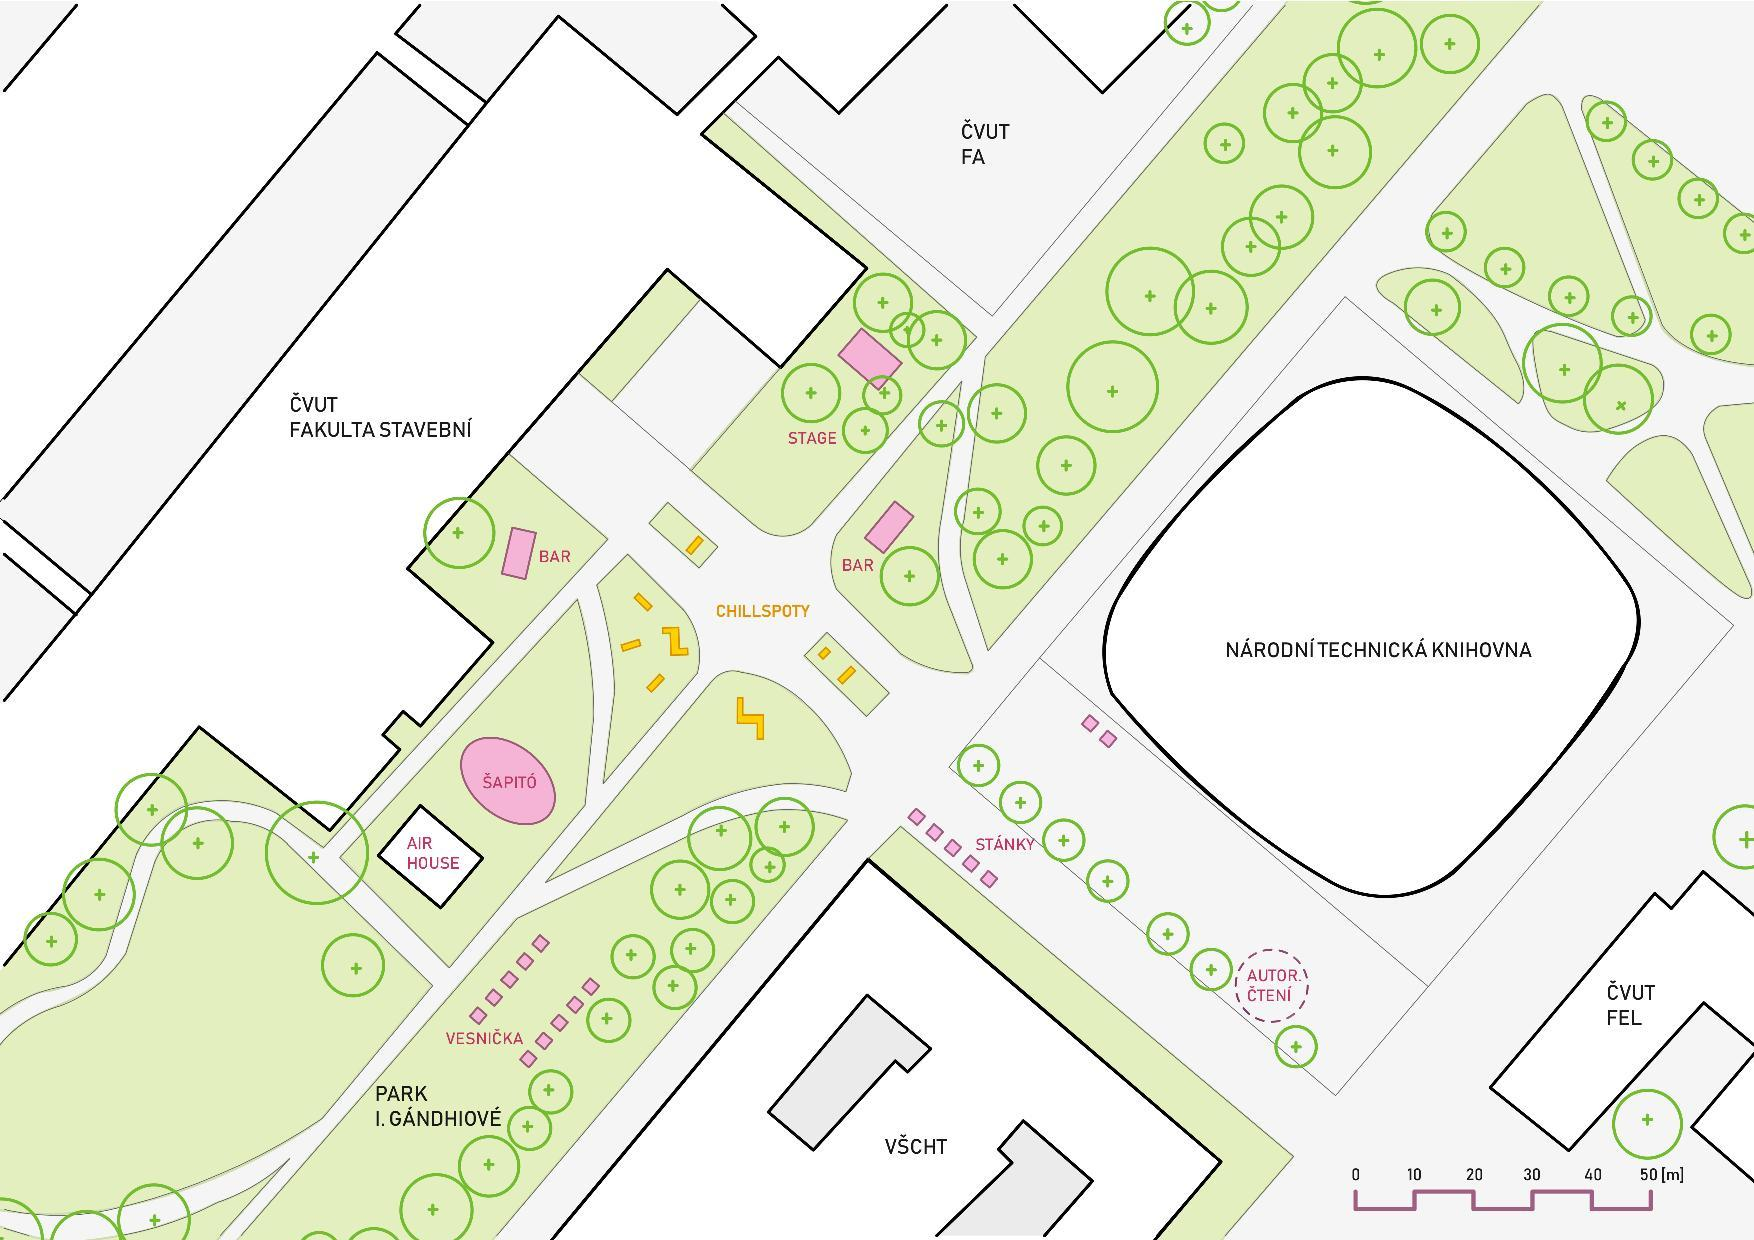 ČVUT
FA
ČVUT
FAKULTA STAVEBNÍ
STAGE
BAR
BAR
CHILLSPOTY
NÁRODNÍ TECHNICKÁ KNIHOVNA
ŠAPITÓ
AIR
HOUSE
STÁNKY
AUTOR.
ČTENÍ
VESNIČKA
PARK
I. GÁNDHIOVÉ
VŠCHT
ČVUT
FEL
0 10 20 30 40 50 [m]